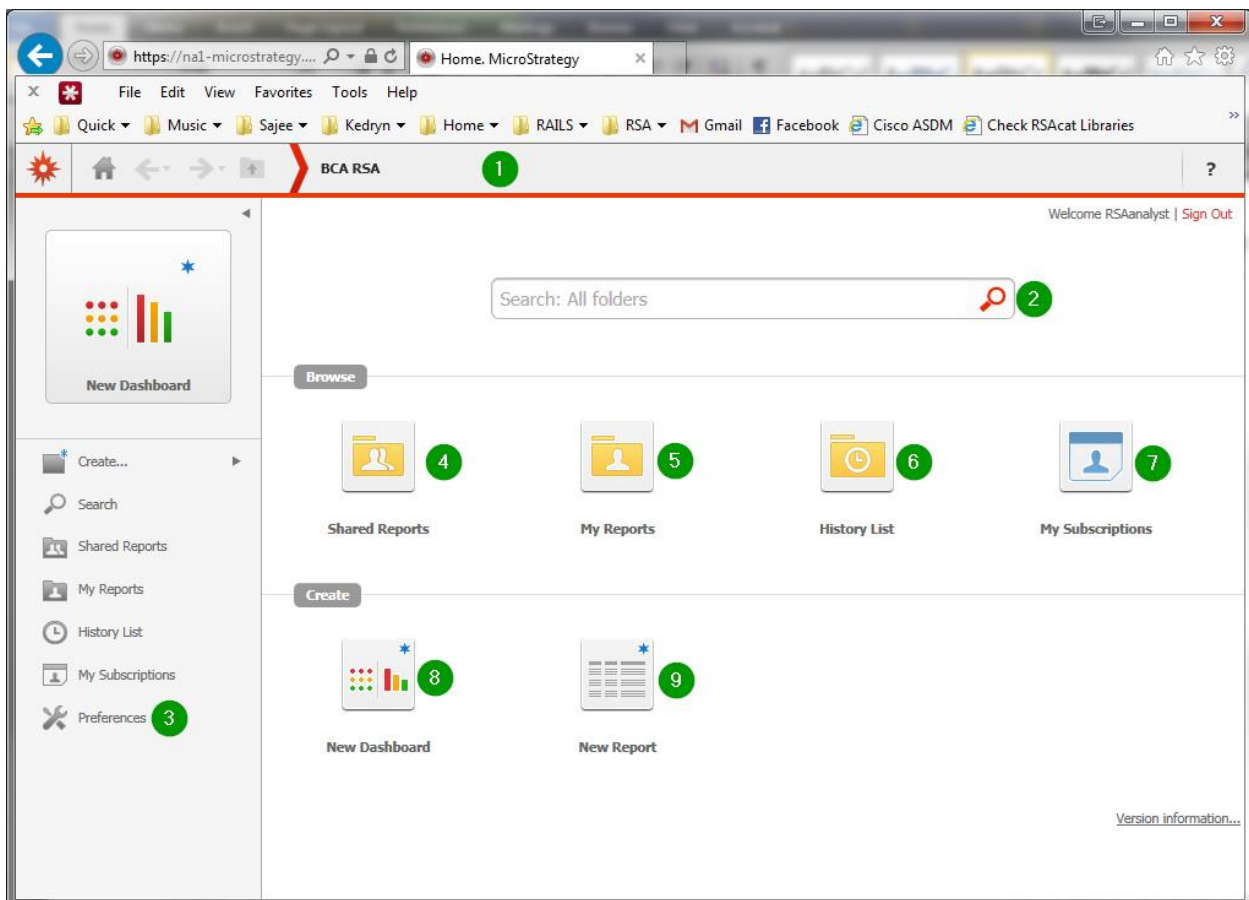 https://na1-microstrategy....
Home. MicroStrategy
File Edit View Favorites Tools Help
Quick Music Sajee Kedryn Home RAILS RSA Gmail Facebook Cisco ASDM Check RSAcat Libraries
BCA RSA 1 ?
Welcome RSAanalyst | Sign Out
Search: All folders 2
New Dashboard
Browse
4 5 6 7
Shared Reports My Reports History List My Subscriptions
Create...
Search
Shared Reports
My Reports
History List
My Subscriptions
Preferences 3
Create
8 9
New Dashboard New Report
Version information...